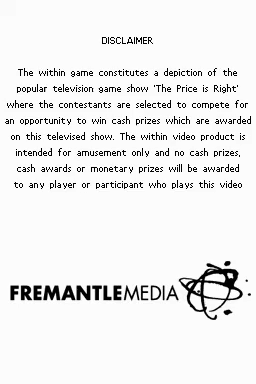 DISCLAIMER
The within game constitutes a depiction of the
popular television game show 'The Price is Right'
where the contestants are selected to compete for
an opportunity to win cash prizes which are awarded
on this televised show. The within video product is
intended for amusement only and no cash prizes,
cash awards or monetary prizes will be awarded
to any player or participant who plays this video
FREMANTLEMEDIA